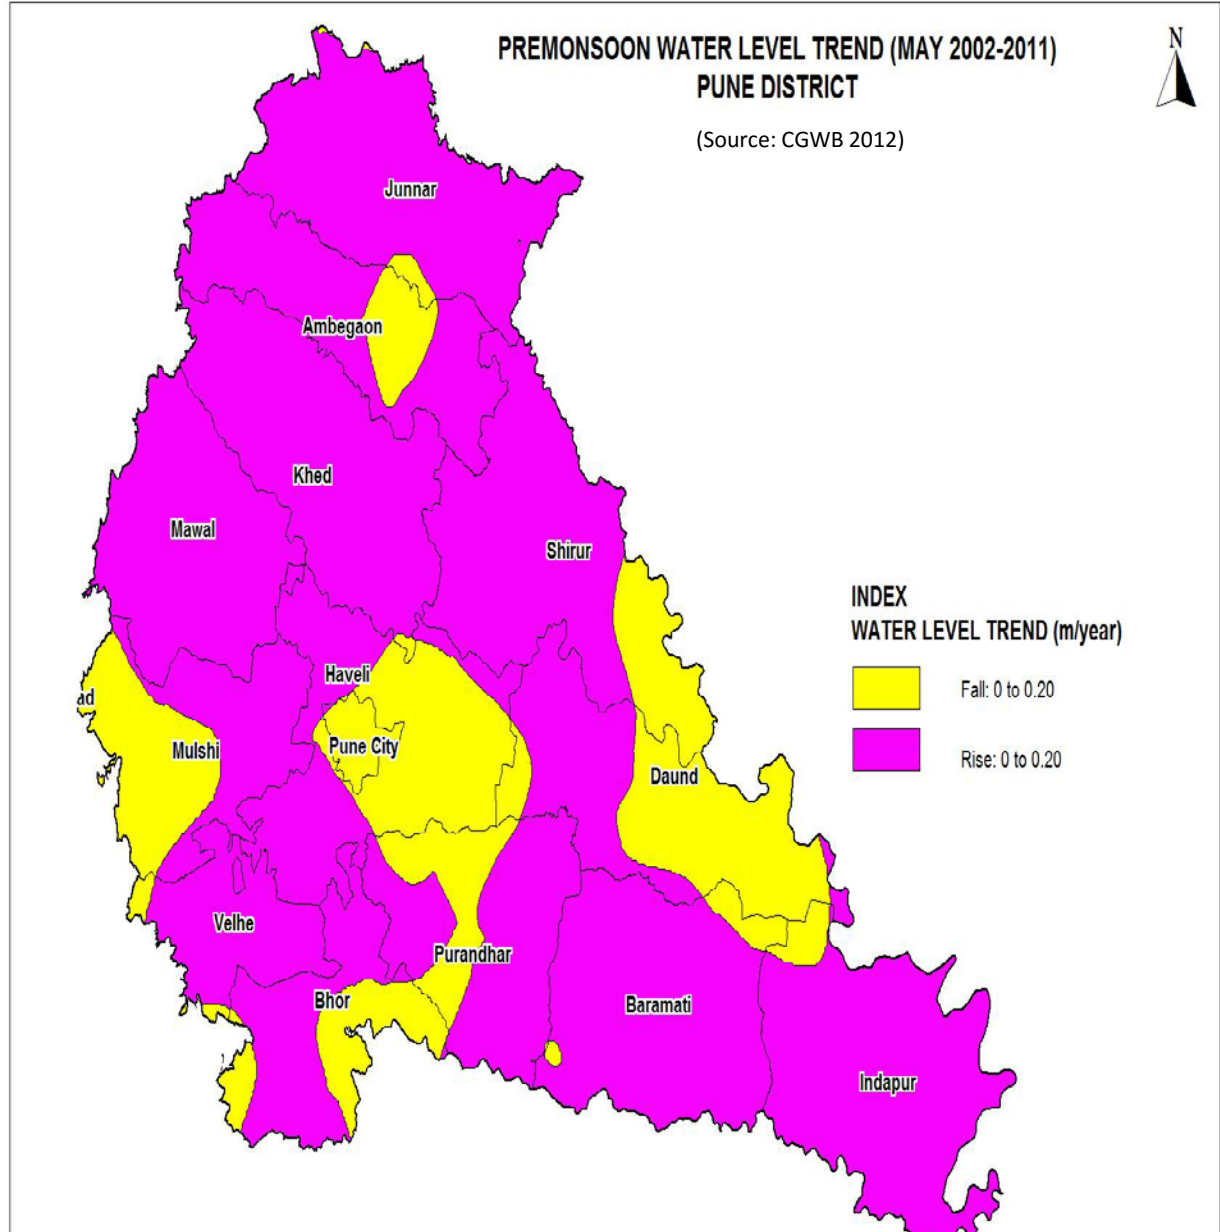 PREMONSOON WATER LEVEL TREND (MAY 2002-2011)
PUNE DISTRICT
(Source: CGWB 2012)
N
Junnar
Ambegaon
Khed
Mawal
Shirur
INDEX
WATER LEVEL TREND (m/year)
Fall: 0 to 0.20
Rise: 0 to 0.20
Haveli
ad
Mulshi
Pune City
Daund
Velhe
Purandhar
Bhor
Baramati
Indapur